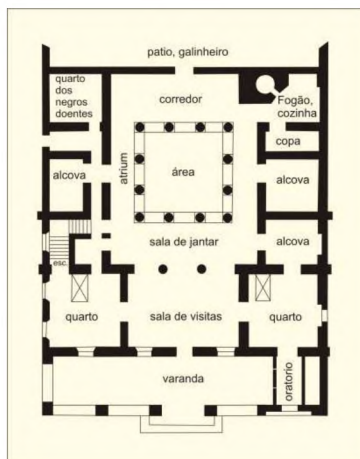 patio, galinheiro
quarto
dos
negros
doentes
corredor
Fogão,
cozinha
copa
alcova
atrium
área
alcova
sala de jantar
alcova
esc.
quarto
sala de visitas
quarto
varanda
oratorio